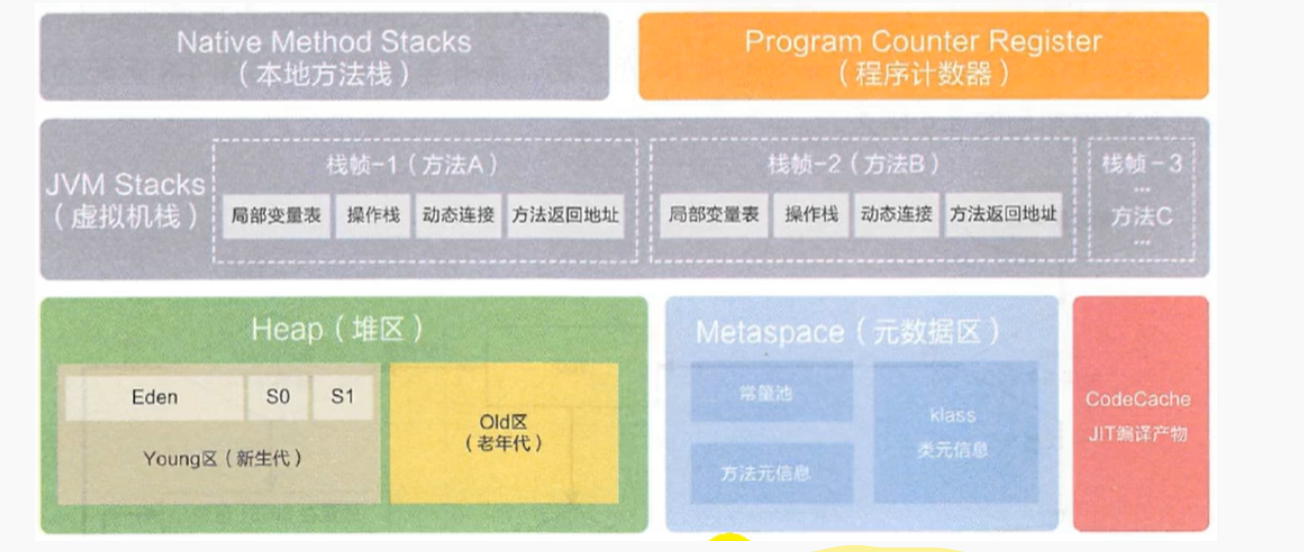 Native Method Stacks
（本地方法栈）
Program Counter Register
（程序计数器）
JVM Stacks
（虚拟机栈）
栈帧-1（方法A）
局部变量表
操作栈
动态连接
方法返回地址
栈帧-2（方法B）
局部变量表
操作栈
动态连接
方法返回地址
栈帧-3
...
方法C
...
Heap（堆区）
Eden
S0
S1
Young区（新生代）
Old区
（老年代）
Metaspace（元数据区）
常量池
方法元信息
klass
类元信息
CodeCache
JIT编译产物